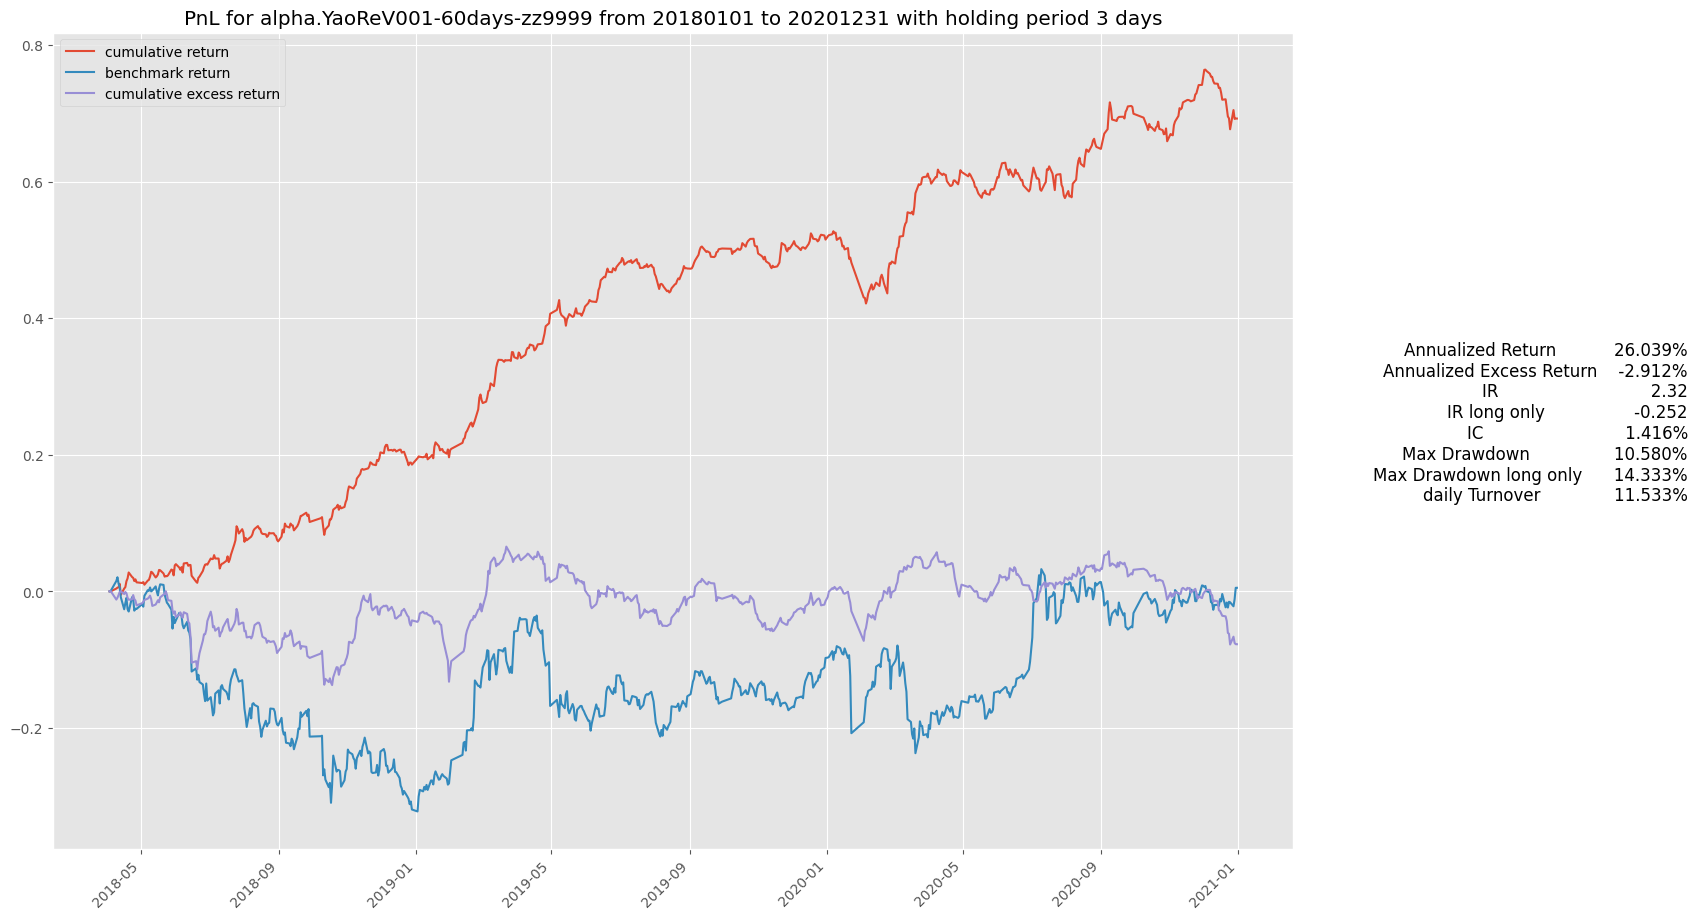 PnL for alpha.YaoReV001-60days-zz9999 from 20180101 to 20201231 with holding period 3 days
cumulative return
benchmark return
cumulative excess return
0.8
0.6
0.4
0.2
0.0
−0.2
2018-05
2018-09
2019-01
2019-05
2019-09
2020-01
2020-05
2020-09
2021-01
Annualized Return 26.039%
Annualized Excess Return -2.912%
IR 2.32
IR long only -0.252
IC 1.416%
Max Drawdown 10.580%
Max Drawdown long only 14.333%
daily Turnover 11.533%